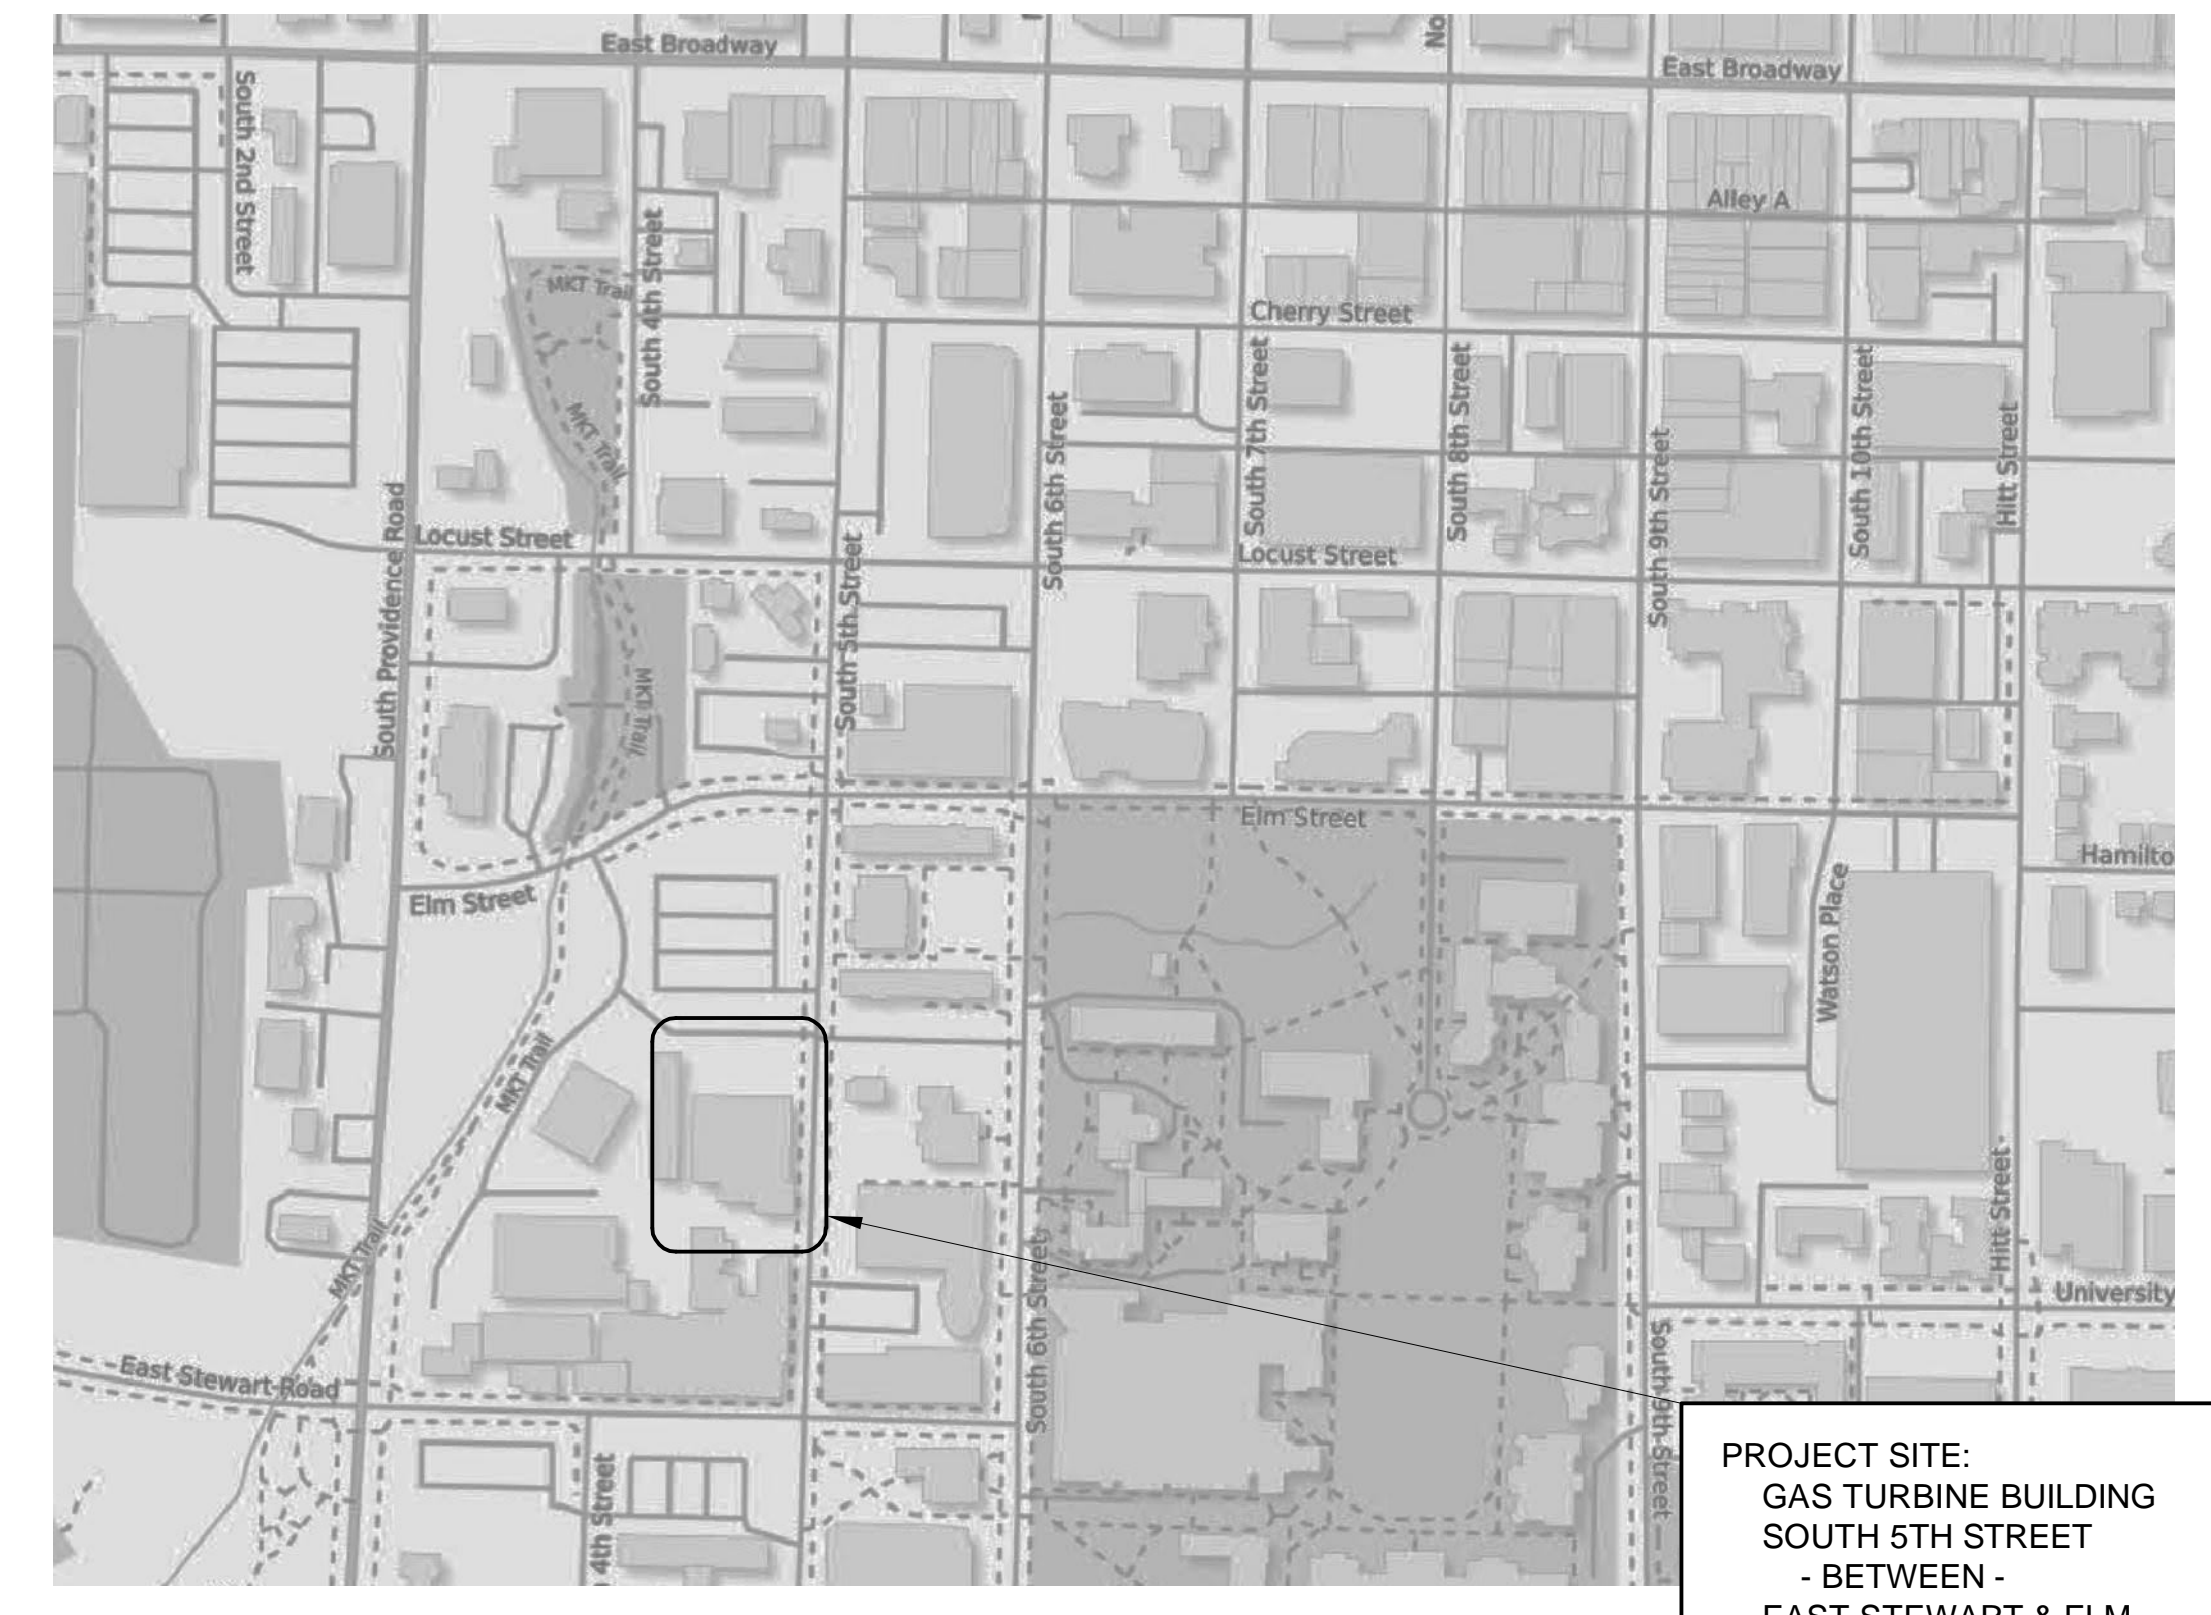 East Broadway
East Broadway
No
South 2nd Street
Alley A
MKT Trail
South 4th Street
Cherry Street
MKT Trail
South 7th Street
South 8th Street
South 10th Street
South 6th Street
South 9th Street
Hitt Street
South Providence Road
Locust Street
South 5th Street
Locust Street
MKT Trail
Elm Street
Hamilto
Elm Street
Watson Place
MKT Trail
Hitt Street
MKT Trail
South 6th Street
University
East Stewart Road
South 9th Street
4th Street
PROJECT SITE:
GAS TURBINE BUILDING
SOUTH 5TH STREET
- BETWEEN -
EAST STEWART & ELM